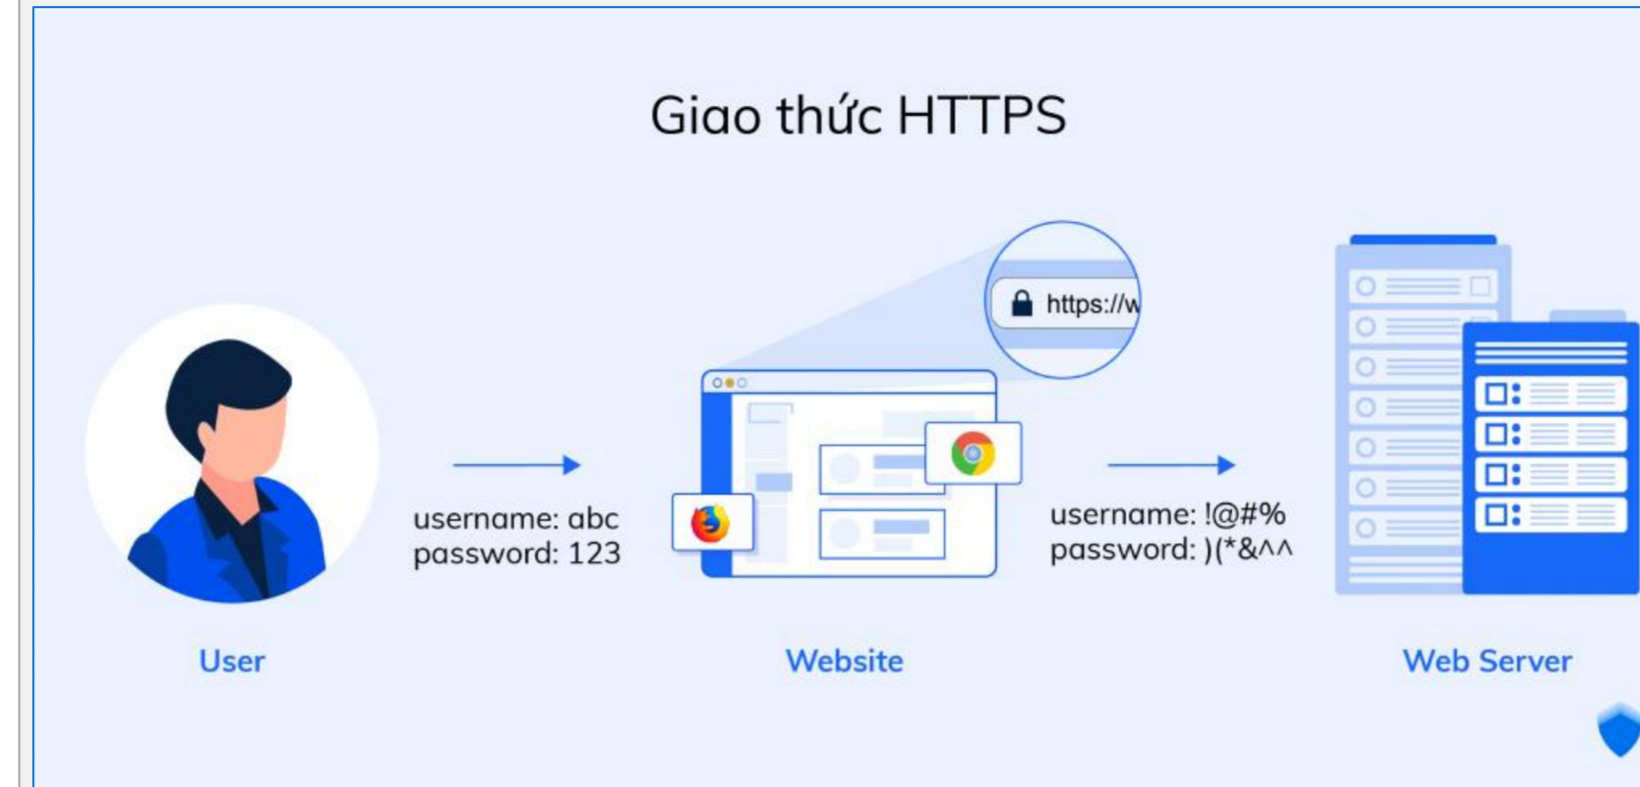 Giao thức HTTPS
https://w
username: abc
password: 123
username: !@#%
password: )(*&^^
User
Website
Web Server